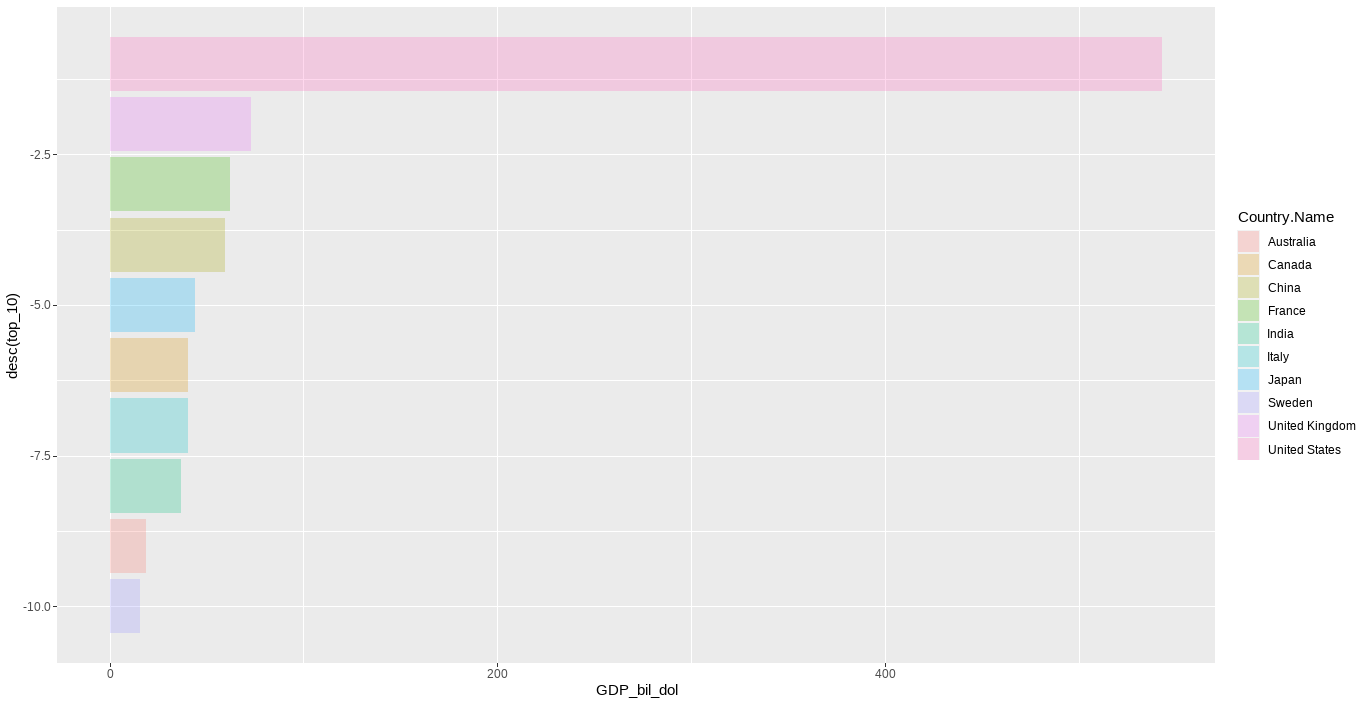 desc(top_10)
-2.5
-5.0
-7.5
-10.0
0
200
400
GDP_bil_dol
Country.Name
Australia
Canada
China
France
India
Italy
Japan
Sweden
United Kingdom
United States